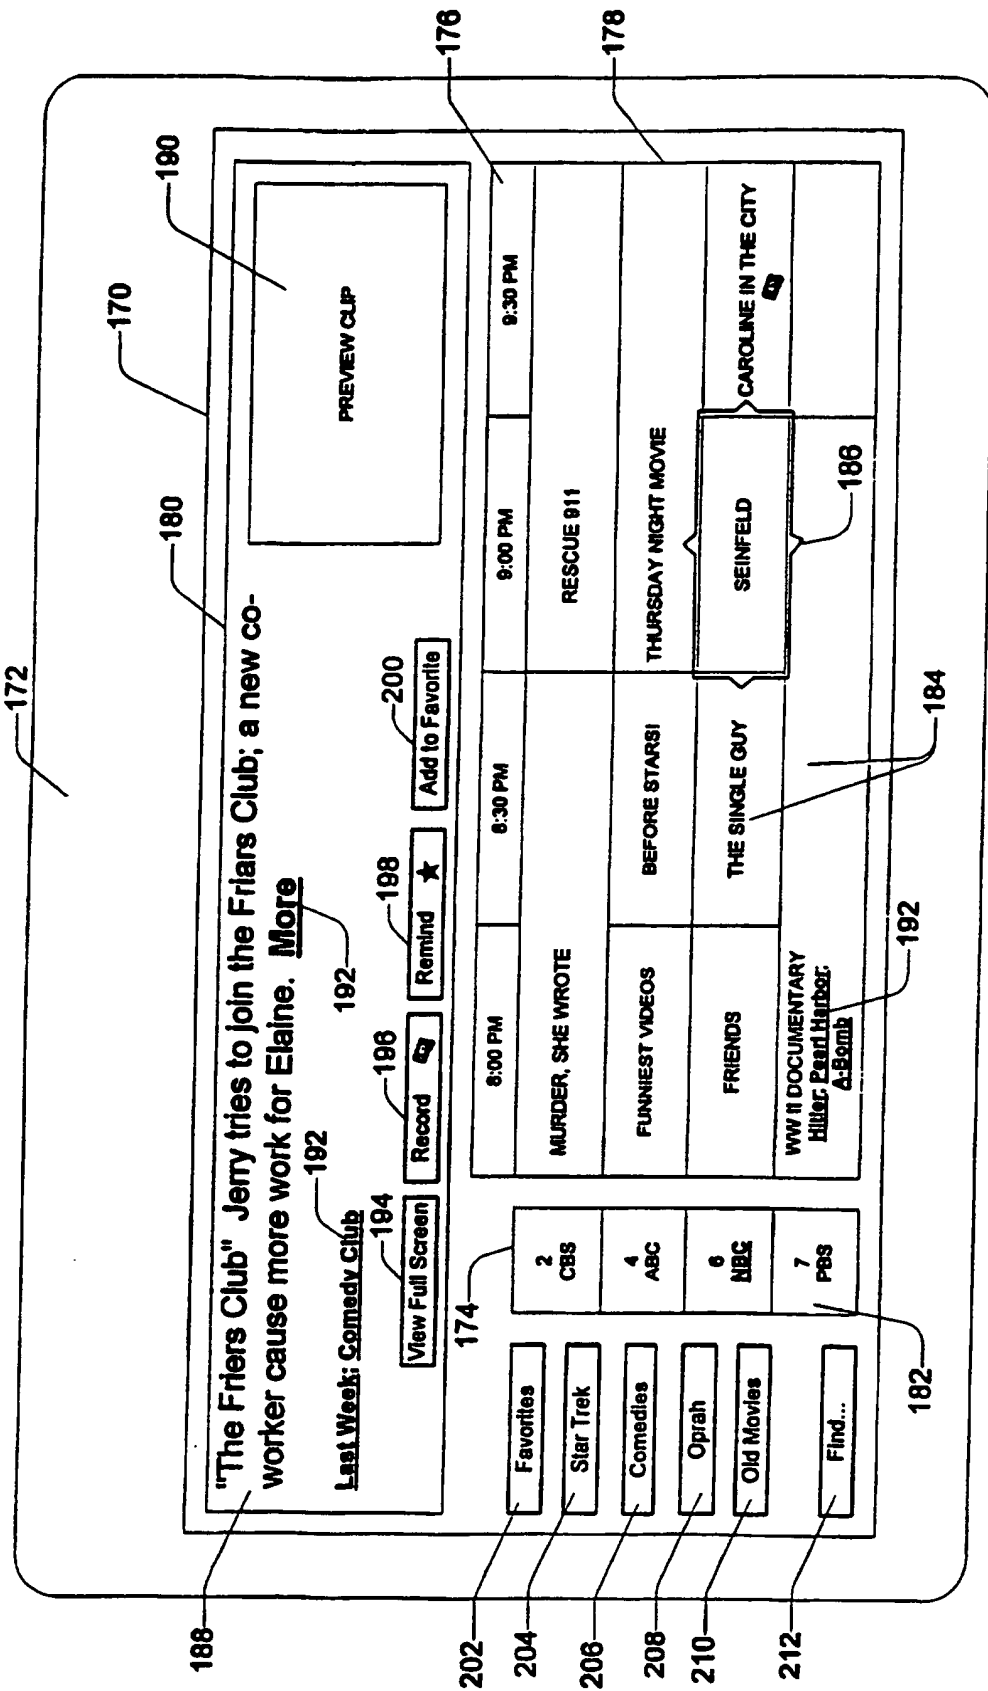 172
170
180
190
176
178
188
"The Friers Club" Jerry tries to join the Friars Club; a new co-
worker cause more work for Elaine. More
192
Last Week: Comedy Club
192
PREVIEW CLIP
194
196
198
200
View Full Screen
Record
Remind ★
Add to Favorite
174
8:00 PM
8:30 PM
9:00 PM
9:30 PM
202
Favorites
204
Star Trek
206
Comedies
208
Oprah
210
Old Movies
212
Find...
2
CBS
MURDER, SHE WROTE
RESCUE 911
4
ABC
FUNNIEST VIDEOS
BEFORE STARS!
THURSDAY NIGHT MOVIE
6
NBC
FRIENDS
THE SINGLE GUY
SEINFELD
CAROLINE IN THE CITY
7
PBS
WW II DOCUMENTARY
Hitler, Pearl Harbor,
A-Bomb
182
192
184
186